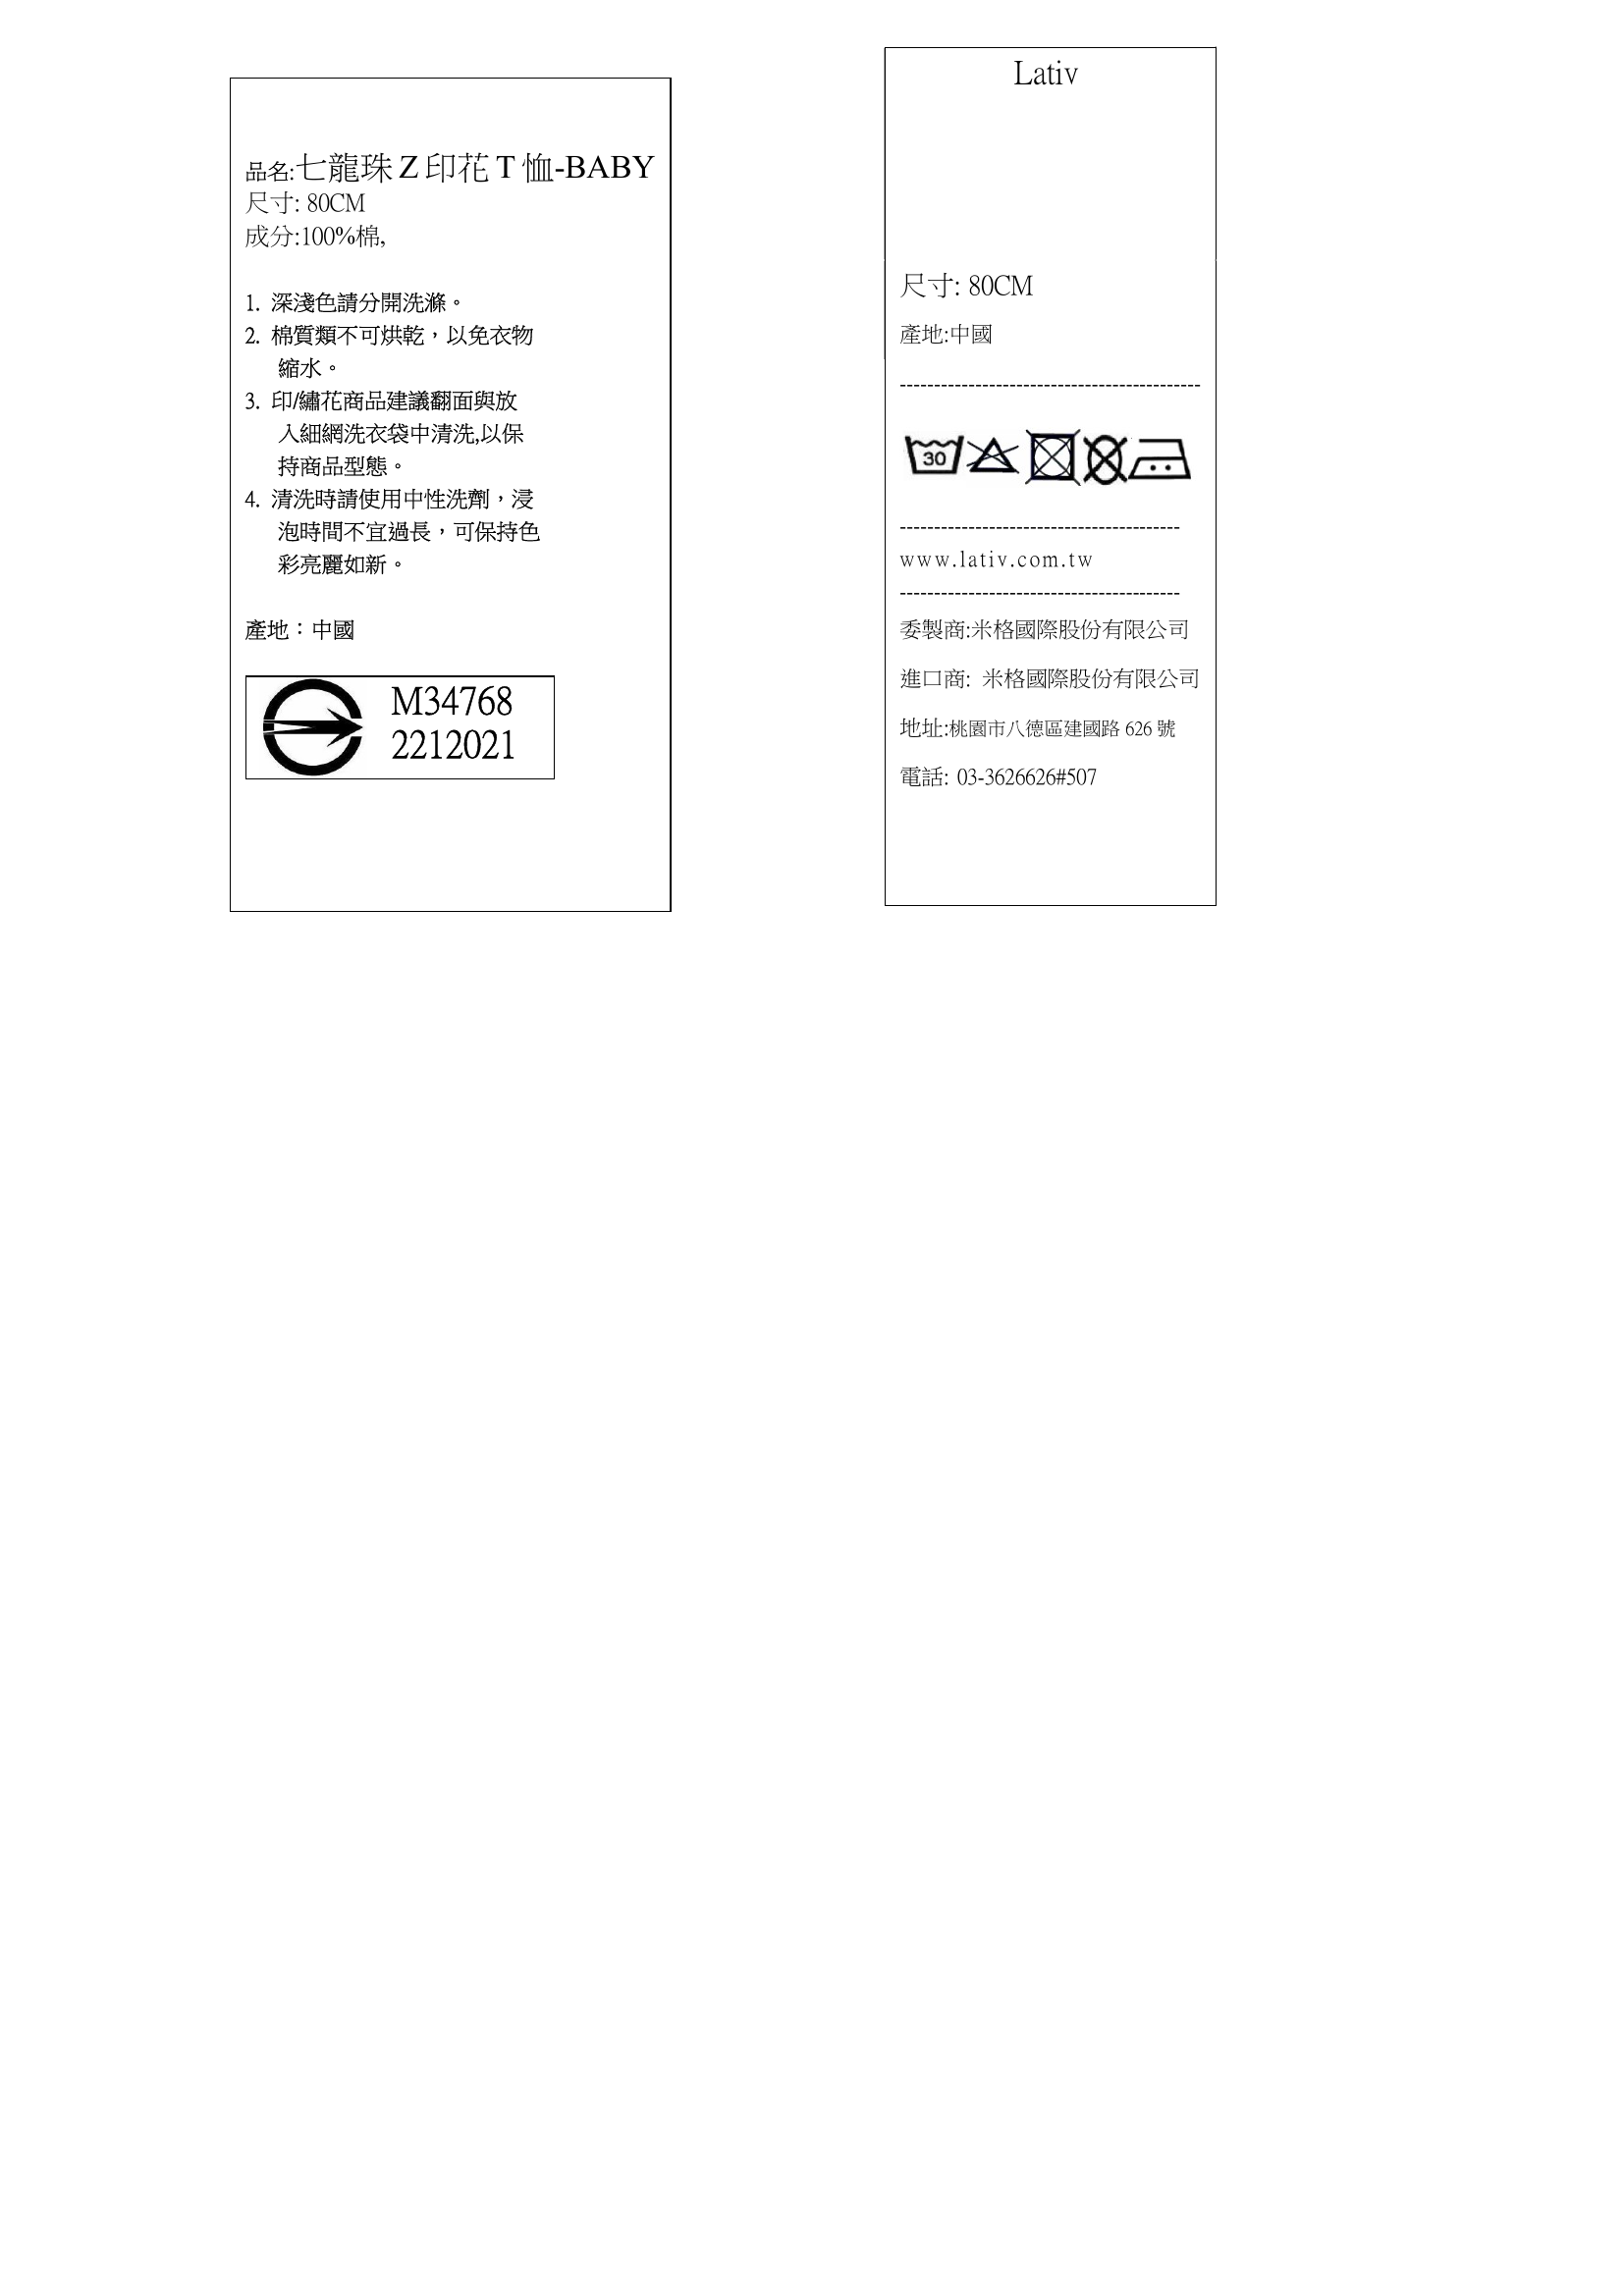 品名:七龍珠 Z 印花 T 恤-BABY
尺寸: 80CM
成分:100%棉,
1. 深淺色請分開洗滌。
2. 棉質類不可烘乾，以免衣物
縮水。
3. 印/繡花商品建議翻面與放
入細網洗衣袋中清洗,以保
持商品型態。
4. 清洗時請使用中性洗劑，浸
泡時間不宜過長，可保持色
彩亮麗如新。
產地：中國
M34768
2212021
Lativ
尺寸: 80CM
產地:中國
30
www.lativ.com.tw
委製商:米格國際股份有限公司
進口商: 米格國際股份有限公司
地址:桃園市八德區建國路 626 號
電話: 03-3626626#507